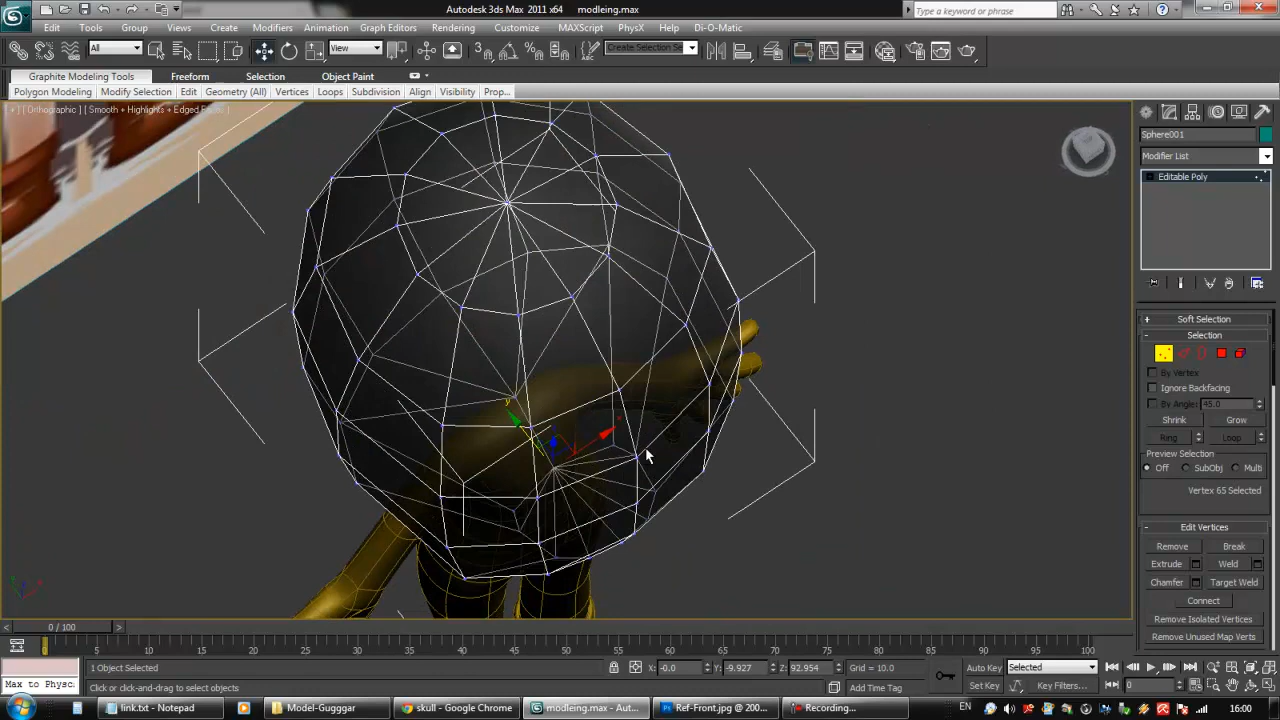 Autodesk 3ds Max 2011 x64 modleing.max
Type a keyword or phrase
Edit Tools Group Views Create Modifiers Animation Graph Editors Rendering Customize MAXScript PhysX Help Di-O-Matic
All View Create Selection Se
Graphite Modeling Tools Freeform Selection Object Paint
Polygon Modeling Modify Selection Edit Geometry (All) Vertices Loops Subdivision Align Visibility Prop...
[ Orthographic ] [ Smooth + Highlights + Edged
Sphere001
Modifier List
Editable Poly
+ Soft Selection
- Selection
By Vertex
Ignore Backfacing
By Angle: 45.0
Shrink Grow
Ring Loop
Preview Selection
Off SubObj Multi
Vertex 65 Selected
- Edit Vertices
Remove Break
Extrude Weld
Chamfer Target Weld
Connect
Remove Isolated Vertices
Remove Unused Map Verts
y
< 0 / 100 >
0 5 10 15 20 25 30 35 40 45 50 55 60 65 70 75 80 85 90 95 100
1 Object Selected X: -0.0 Y: -9.927 Z: 92.954 Grid = 10.0 Auto Key Selected
Max to Physc Click or click-and-drag to select objects Add Time Tag Set Key Key Filters... 0
link.txt - Notepad Model-Gugggar skull - Google Chrome modleing.max - Aut... Ref-Front.jpg @ 200... Recording... EN 16:00